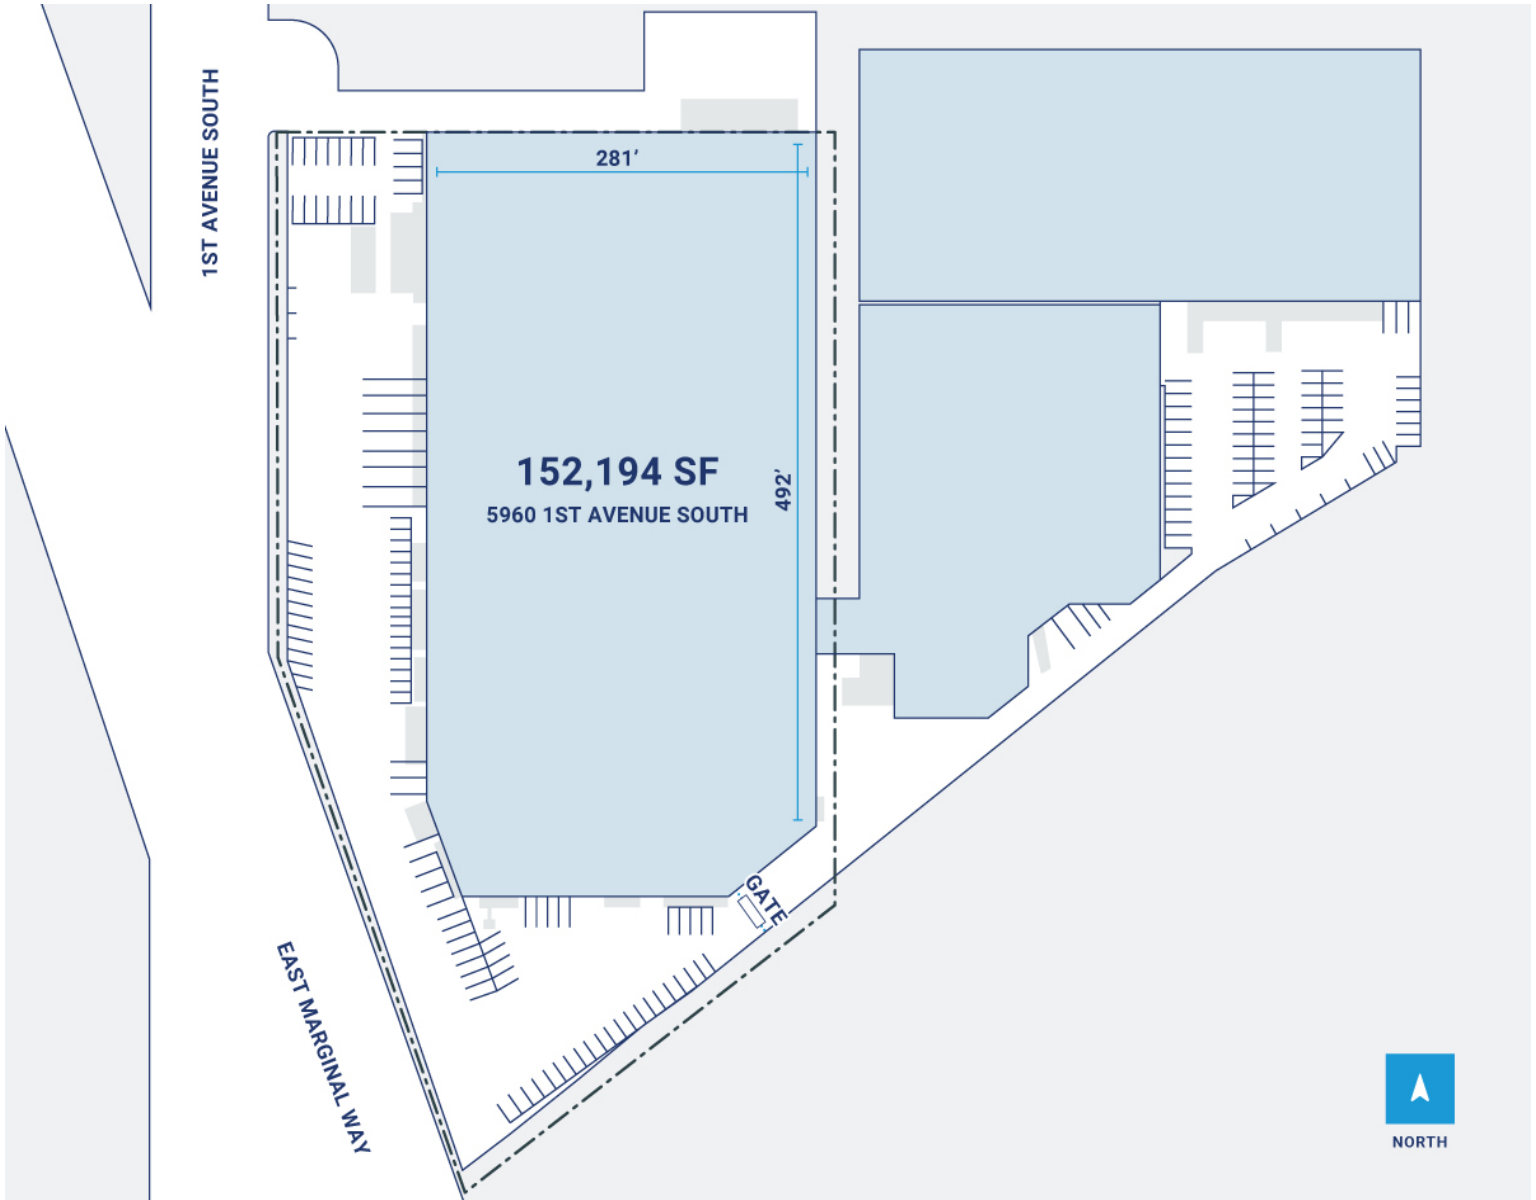 1ST AVENUE SOUTH
281’
152,194 SF
5960 1ST AVENUE SOUTH
492’
GATE
EAST MARGINAL WAY
NORTH